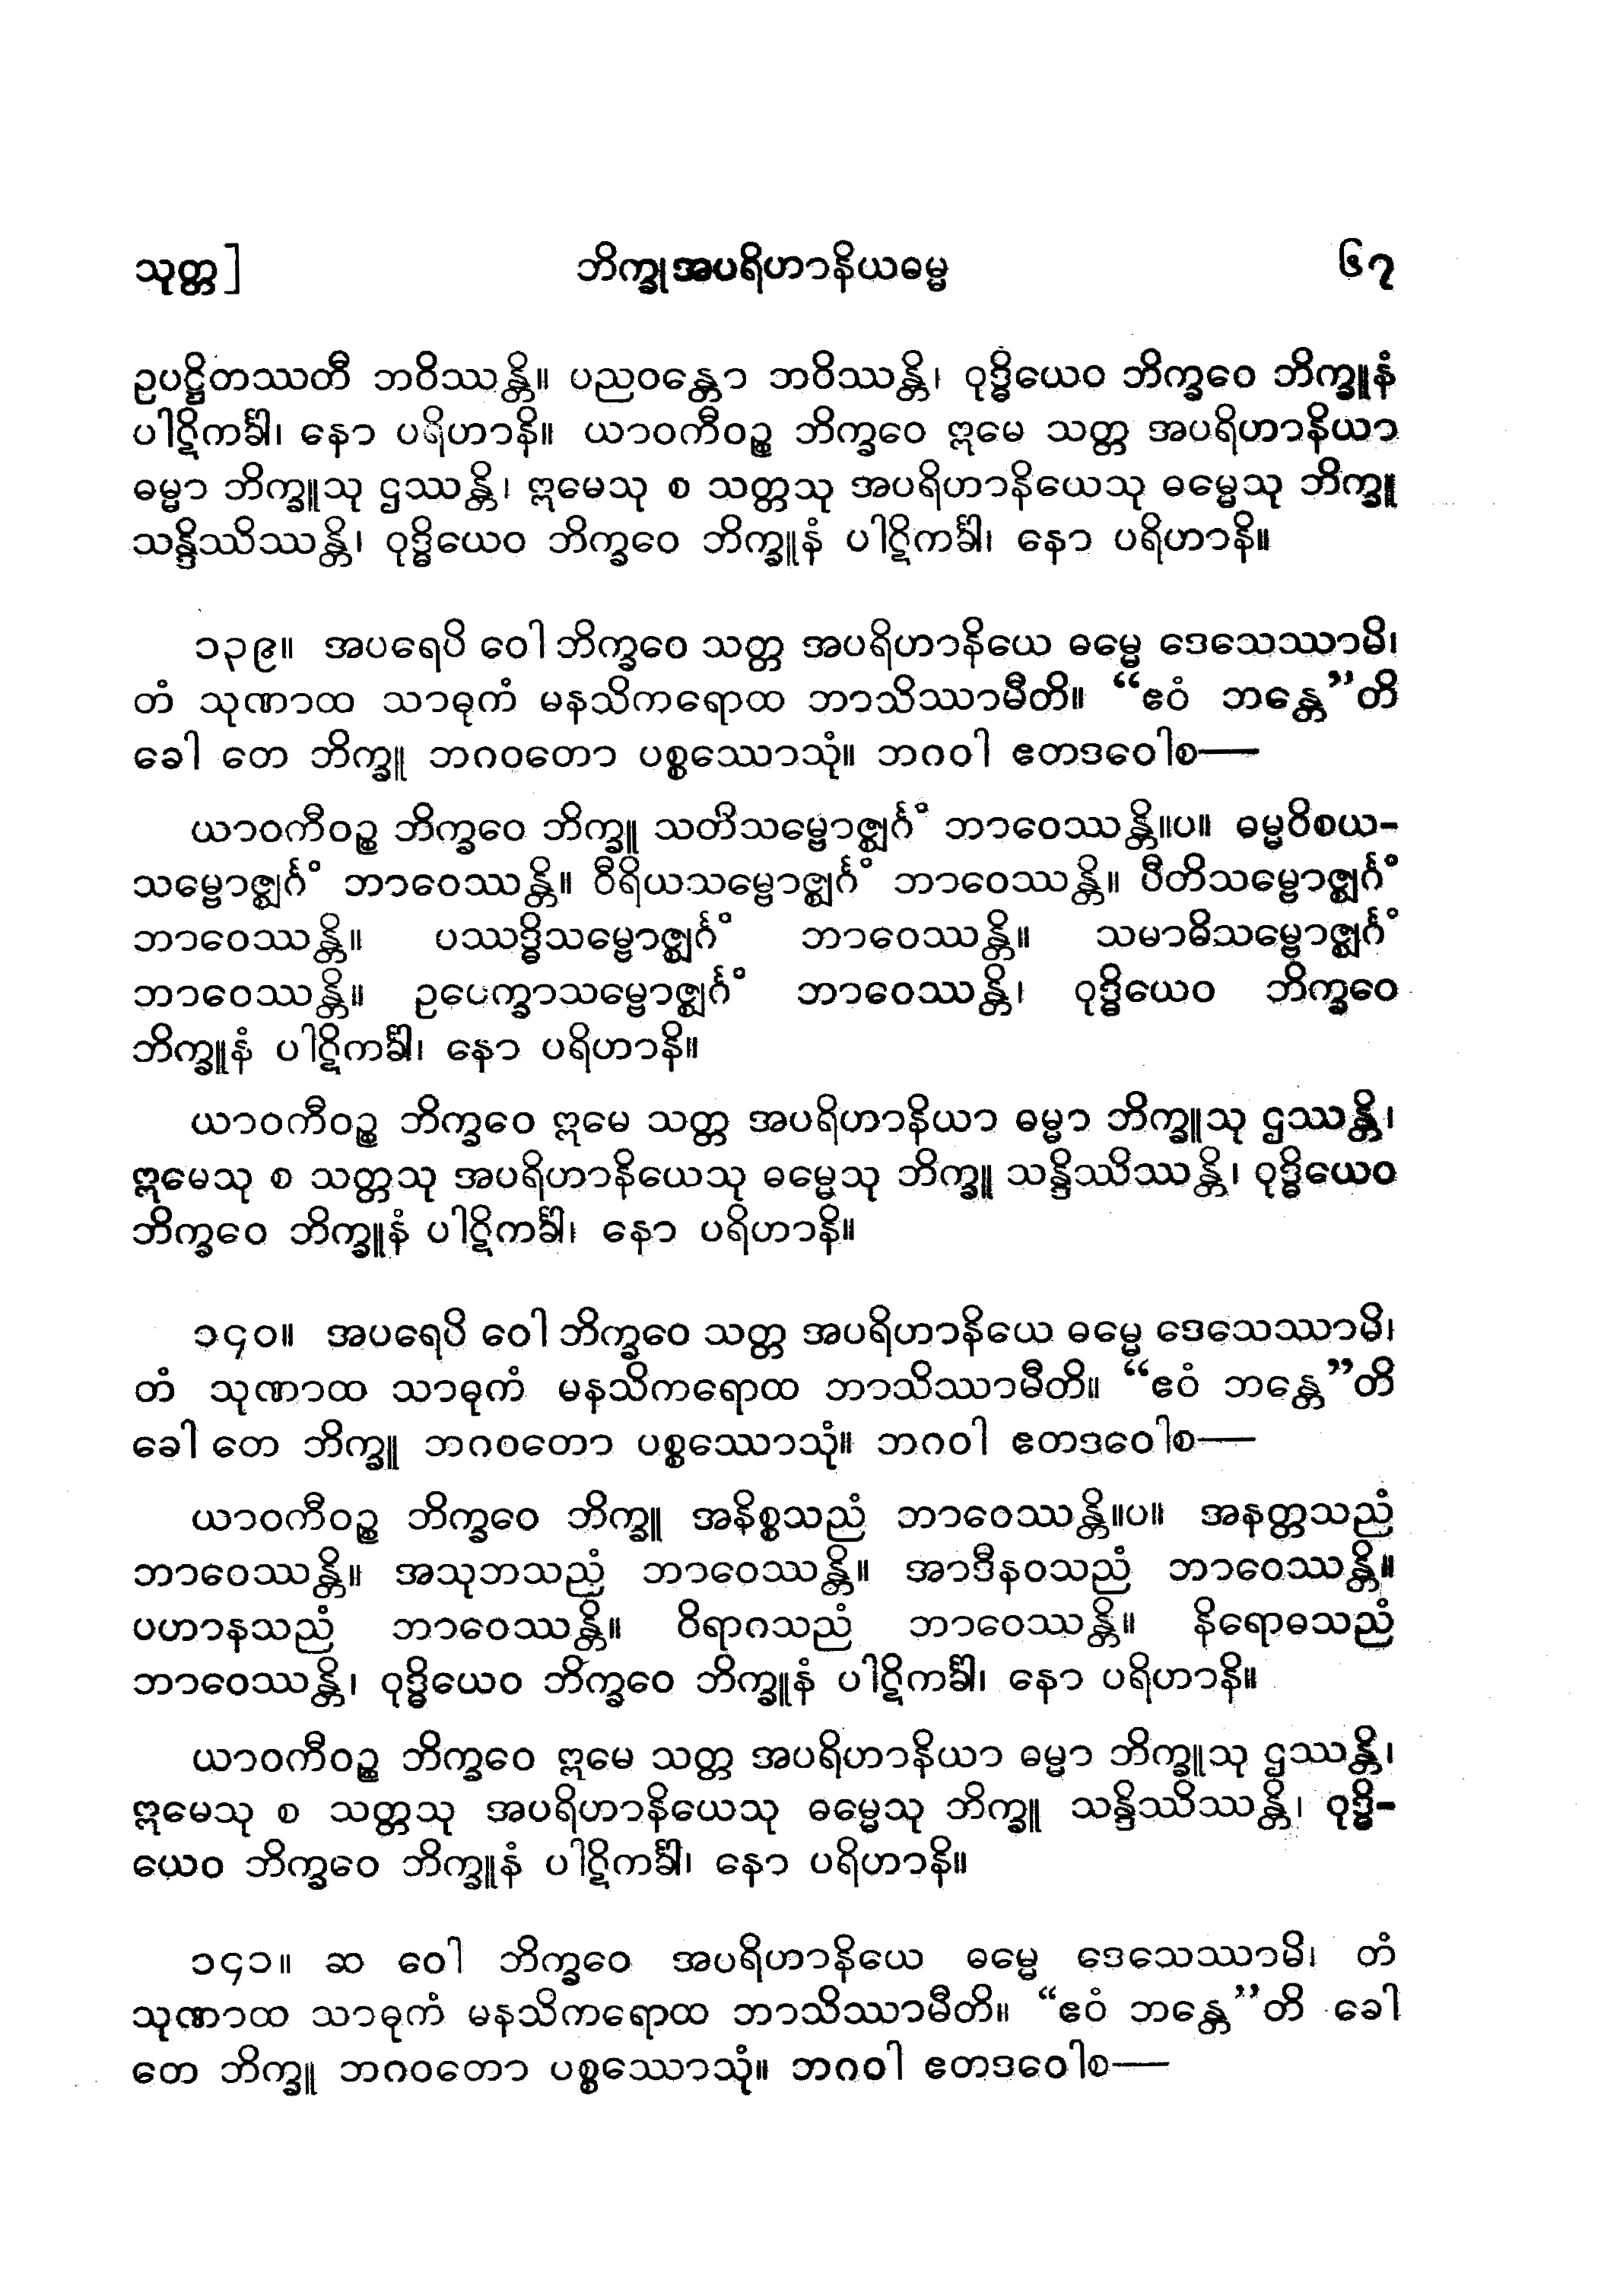 သုတ္တ] ဘိက္ခုအပရိဟာနိယဓမ္မ ၆၇
ဥပဋ္ဌိတဿတီ ဘဝိဿန္တိ။ ပညဝန္တော ဘဝိဿန္တိ၊ ဝုဒ္ဓိယေဝ ဘိက္ခဝေ ဘိက္ခူနံ
ပါဋိကင်္ခါ၊ နော ပရိဟာနိ။ ယာဝကီဝဉ္စ ဘိက္ခဝေ ဣမေ သတ္တ အပရိဟာနိယာ
ဓမ္မာ ဘိက္ခူသု ဌဿန္တိ၊ ဣမေသု စ သတ္တသု အပရိဟာနိယေသု ဓမ္မေသု ဘိက္ခူ
သန္ဒိဿိဿန္တိ၊ ဝုဒ္ဓိယေဝ ဘိက္ခဝေ ဘိက္ခူနံ ပါဋိကင်္ခါ၊ နော ပရိဟာနိ။
၁၃၉။ အပရေပိ ဝေါ ဘိက္ခဝေ သတ္တ အပရိဟာနိယေ ဓမ္မေ ဒေသေဿာမိ၊
တံ သုဏာထ သာဓုကံ မနသိကရောထ ဘာသိဿာမီတိ။ “ဧဝံ ဘန္တေ”တိ
ခေါ တေ ဘိက္ခူ ဘဂဝတော ပစ္စဿောသုံ။ ဘဂဝါ ဧတဒဝေါစ—
ယာဝကီဝဉ္စ ဘိက္ခဝေ ဘိက္ခူ သတိသမ္ဗောဇ္ဈင်္ဂံ ဘာဝေဿန္တိ။ပ။ ဓမ္မဝိစယ-
သမ္ဗောဇ္ဈင်္ဂံ ဘာဝေဿန္တိ။ ဝီရိယသမ္ဗောဇ္ဈင်္ဂံ ဘာဝေဿန္တိ။ ပီတိသမ္ဗောဇ္ဈင်္ဂံ
ဘာဝေဿန္တိ။ ပဿဒ္ဓိသမ္ဗောဇ္ဈင်္ဂံ ဘာဝေဿန္တိ။ သမာဓိသမ္ဗောဇ္ဈင်္ဂံ
ဘာဝေဿန္တိ။ ဥပေက္ခာသမ္ဗောဇ္ဈင်္ဂံ ဘာဝေဿန္တိ၊ ဝုဒ္ဓိယေဝ ဘိက္ခဝေ
ဘိက္ခူနံ ပါဋိကင်္ခါ၊ နော ပရိဟာနိ။
ယာဝကီဝဉ္စ ဘိက္ခဝေ ဣမေ သတ္တ အပရိဟာနိယာ ဓမ္မာ ဘိက္ခူသု ဌဿန္တိ၊
ဣမေသု စ သတ္တသု အပရိဟာနိယေသု ဓမ္မေသု ဘိက္ခူ သန္ဒိဿိဿန္တိ၊ ဝုဒ္ဓိယေဝ
ဘိက္ခဝေ ဘိက္ခူနံ ပါဋိကင်္ခါ၊ နော ပရိဟာနိ။
၁၄၀။ အပရေပိ ဝေါ ဘိက္ခဝေ သတ္တ အပရိဟာနိယေ ဓမ္မေ ဒေသေဿာမိ၊
တံ သုဏာထ သာဓုကံ မနသိကရောထ ဘာသိဿာမီတိ။ “ဧဝံ ဘန္တေ”တိ
ခေါ တေ ဘိက္ခူ ဘဂဝတော ပစ္စဿောသုံ။ ဘဂဝါ ဧတဒဝေါစ—
ယာဝကီဝဉ္စ ဘိက္ခဝေ ဘိက္ခူ အနိစ္စသညံ ဘာဝေဿန္တိ။ပ။ အနတ္တသညံ
ဘာဝေဿန္တိ။ အသုဘသညံ ဘာဝေဿန္တိ။ အာဒီနဝသညံ ဘာဝေဿန္တိ။
ပဟာနသညံ ဘာဝေဿန္တိ။ ဝိရာဂသညံ ဘာဝေဿန္တိ။ နိရောဓသညံ
ဘာဝေဿန္တိ၊ ဝုဒ္ဓိယေဝ ဘိက္ခဝေ ဘိက္ခူနံ ပါဋိကင်္ခါ၊ နော ပရိဟာနိ။
ယာဝကီဝဉ္စ ဘိက္ခဝေ ဣမေ သတ္တ အပရိဟာနိယာ ဓမ္မာ ဘိက္ခူသု ဌဿန္တိ၊
ဣမေသု စ သတ္တသု အပရိဟာနိယေသု ဓမ္မေသု ဘိက္ခူ သန္ဒိဿိဿန္တိ၊ ဝုဒ္ဓိ-
ယေဝ ဘိက္ခဝေ ဘိက္ခူနံ ပါဋိကင်္ခါ၊ နော ပရိဟာနိ။
၁၄၁။ ဆ ဝေါ ဘိက္ခဝေ အပရိဟာနိယေ ဓမ္မေ ဒေသေဿာမိ၊ တံ
သုဏာထ သာဓုကံ မနသိကရောထ ဘာသိဿာမီတိ။ “ဧဝံ ဘန္တေ”တိ ခေါ
တေ ဘိက္ခူ ဘဂဝတော ပစ္စဿောသုံ။ ဘဂဝါ ဧတဒဝေါစ—